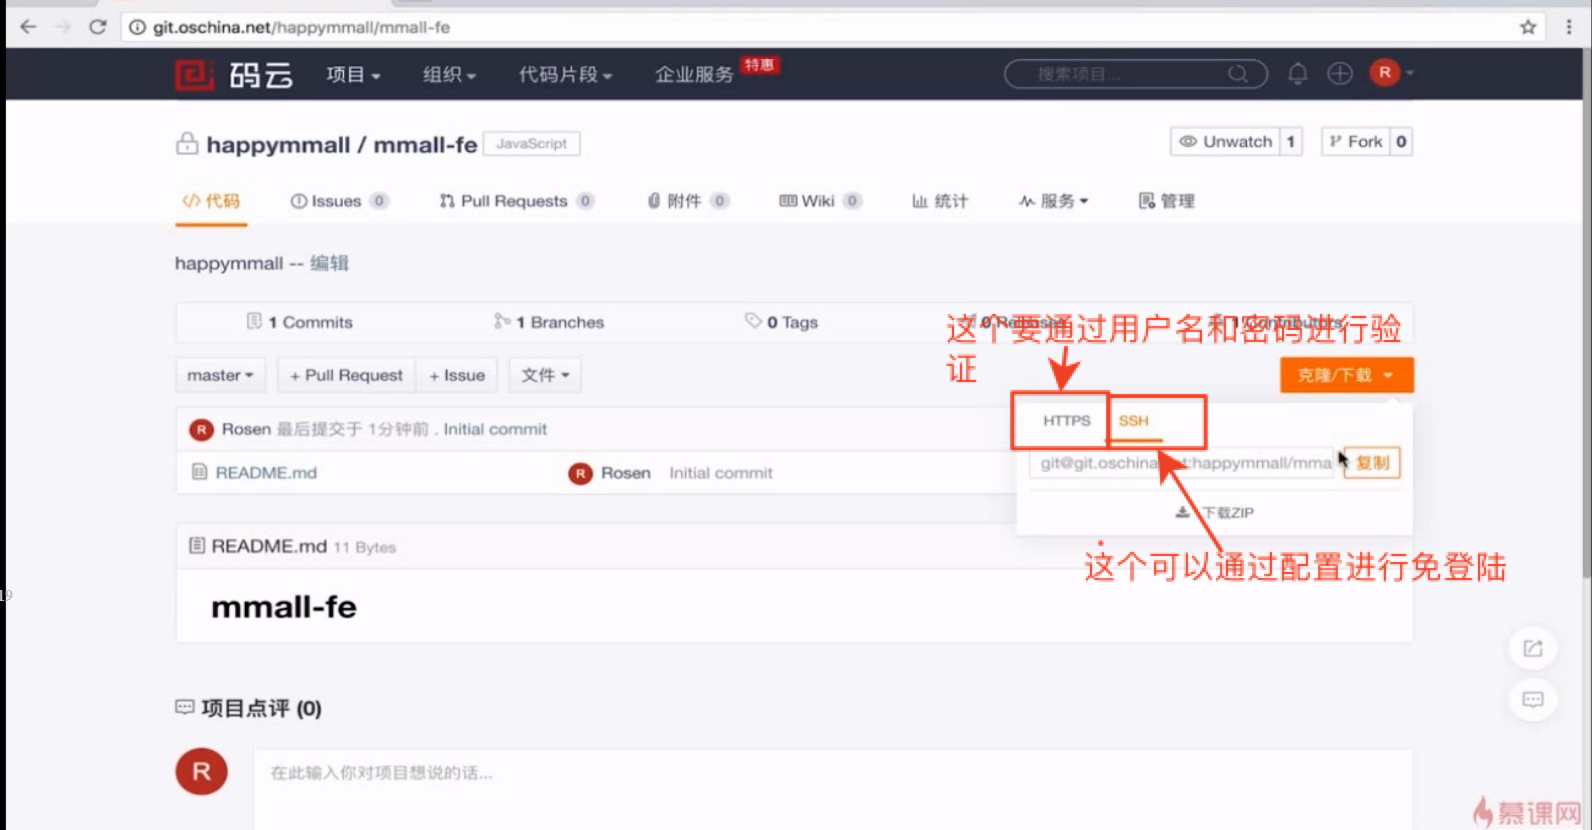 git.oschina.net/happymmall/mmall-fe
码云 项目 组织 代码片段 企业服务 特惠 搜索项目... R
happymmall / mmall-fe JavaScript Unwatch 1 Fork 0
代码 Issues 0 Pull Requests 0 附件 0 Wiki 0 统计 服务 管理
happymmall -- 编辑
1 Commits 1 Branches 0 Tags 0 Releases 1 Contributors
这个要通过用户名和密码进行验
证
master + Pull Request + Issue 文件 克隆/下载
HTTPS SSH
R Rosen 最后提交于 1分钟前 . Initial commit
git@git.oschina.net:happymmall/mma 复制
README.md R Rosen Initial commit
下载ZIP
README.md 11 Bytes
这个可以通过配置进行免登陆
19
mmall-fe
项目点评 (0)
R 在此输入你对项目想说的话...
慕课网